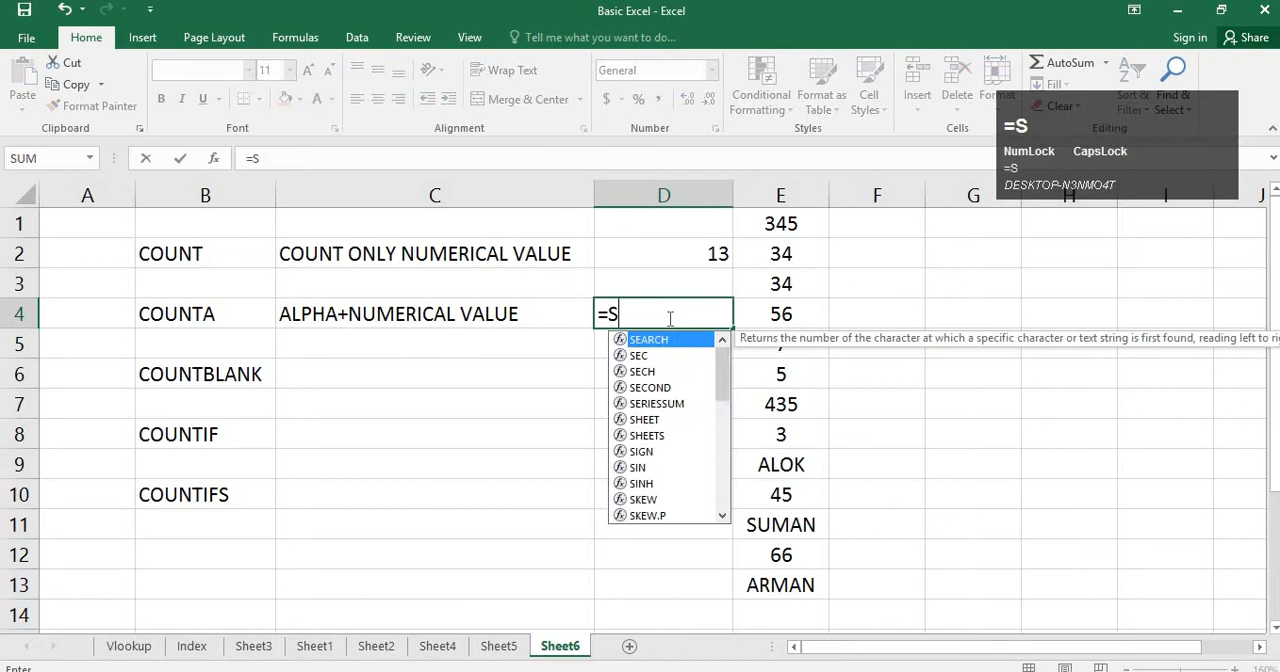 Basic Excel - Excel
File Home Insert Page Layout Formulas Data Review View Tell me what you want to do... Sign in Share
Paste Cut Copy Format Painter
11
B I U
Wrap Text
Merge & Center
General
$ % ,
Conditional Formatting Format as Table Cell Styles
Insert Delete Format
AutoSum Fill Clear
Sort & Filter Find & Select
Clipboard Font Alignment Number Styles Cells Editing
=S
NumLock CapsLock
=S
DESKTOP-N3NMO4T
SUM fx =S
A B C D E F G H I J
1 345
2 COUNT COUNT ONLY NUMERICAL VALUE 13 34
3 34
4 COUNTA ALPHA+NUMERICAL VALUE =S 56
SEARCH
Returns the number of the character at which a specific character or text string is first found, reading left to
SEC
SECH
SECOND
SERIESSUM
SHEET
SHEETS
SIGN
SIN
SINH
SKEW
SKEW.P
5
6 COUNTBLANK 5
7 435
8 COUNTIF 3
9 ALOK
10 COUNTIFS 45
11 SUMAN
12 66
13 ARMAN
14
Vlookup Index Sheet3 Sheet1 Sheet2 Sheet4 Sheet5 Sheet6
Enter 160%